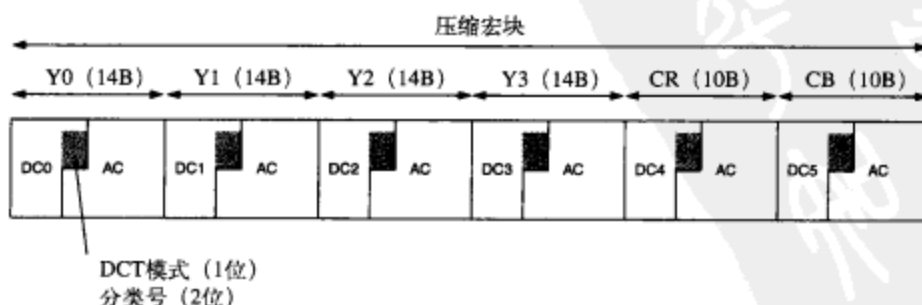 压缩宏块
Y0（14B） Y1（14B） Y2（14B） Y3（14B） CR（10B） CB（10B）
DC0 AC DC1 AC DC2 AC DC3 AC DC4 AC DC5 AC
DCT模式（1位）
分类号（2位）